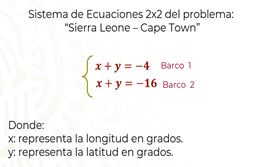 Sistema de Ecuaciones 2x2 del problema:
“Sierra Leone – Cape Town”
x + y = −4 Barco 1
x + y = −16 Barco 2
Donde:
x: representa la longitud en grados.
y: representa la latitud en grados.